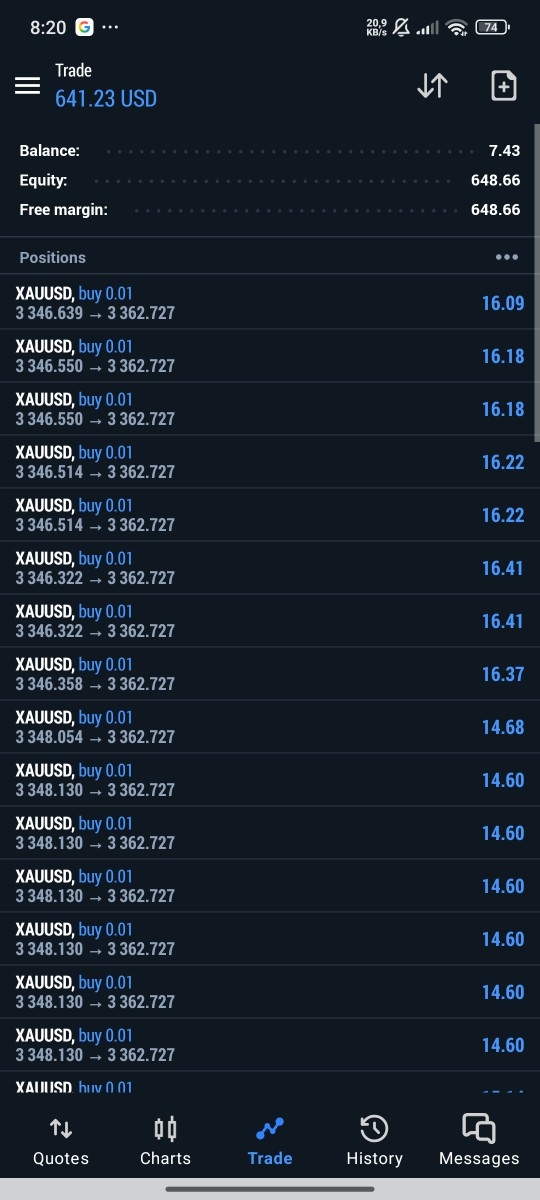 8:20 G ... 20,9 KB/s 74
Trade
641.23 USD
Balance: 7.43
Equity: 648.66
Free margin: 648.66
Positions
XAUUSD, buy 0.01
3 346.639 → 3 362.727 16.09
XAUUSD, buy 0.01
3 346.550 → 3 362.727 16.18
XAUUSD, buy 0.01
3 346.550 → 3 362.727 16.18
XAUUSD, buy 0.01
3 346.514 → 3 362.727 16.22
XAUUSD, buy 0.01
3 346.514 → 3 362.727 16.22
XAUUSD, buy 0.01
3 346.322 → 3 362.727 16.41
XAUUSD, buy 0.01
3 346.322 → 3 362.727 16.41
XAUUSD, buy 0.01
3 346.358 → 3 362.727 16.37
XAUUSD, buy 0.01
3 348.054 → 3 362.727 14.68
XAUUSD, buy 0.01
3 348.130 → 3 362.727 14.60
XAUUSD, buy 0.01
3 348.130 → 3 362.727 14.60
XAUUSD, buy 0.01
3 348.130 → 3 362.727 14.60
XAUUSD, buy 0.01
3 348.130 → 3 362.727 14.60
XAUUSD, buy 0.01
3 348.130 → 3 362.727 14.60
XAUUSD, buy 0.01
3 348.130 → 3 362.727 14.60
XAUUSD, buy 0.01
Quotes Charts Trade History Messages